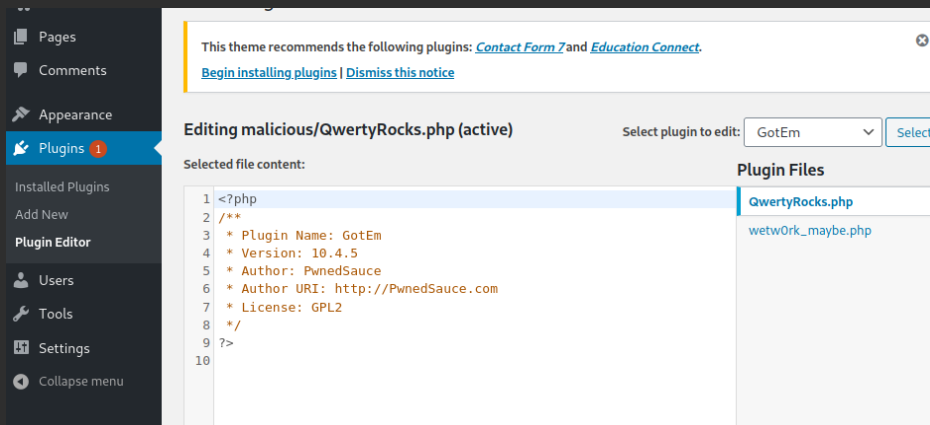 Pages
Comments
Appearance
Plugins 1
Installed Plugins
Add New
Plugin Editor
Users
Tools
Settings
Collapse menu
This theme recommends the following plugins: Contact Form 7 and Education Connect.
Begin installing plugins | Dismiss this notice
Editing malicious/QwertyRocks.php (active)
Select plugin to edit: GotEm Select
Selected file content:
1 <?php
2 /**
3  * Plugin Name: GotEm
4  * Version: 10.4.5
5  * Author: PwnedSauce
6  * Author URI: http://PwnedSauce.com
7  * License: GPL2
8  */
9 ?>
10
Plugin Files
QwertyRocks.php
wetw0rk_maybe.php